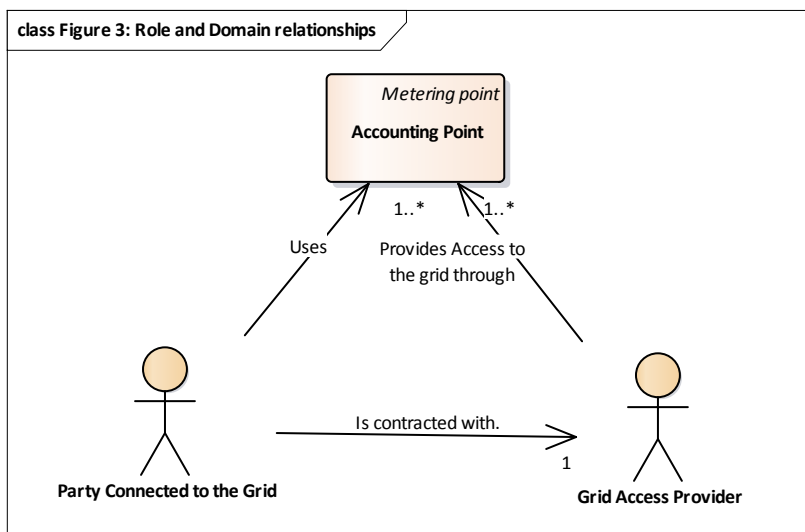 class Figure 3: Role and Domain relationships
Metering point
Accounting Point
1..*
1..*
Uses
Provides Access to
the grid through
Is contracted with.
1
Party Connected to the Grid
Grid Access Provider